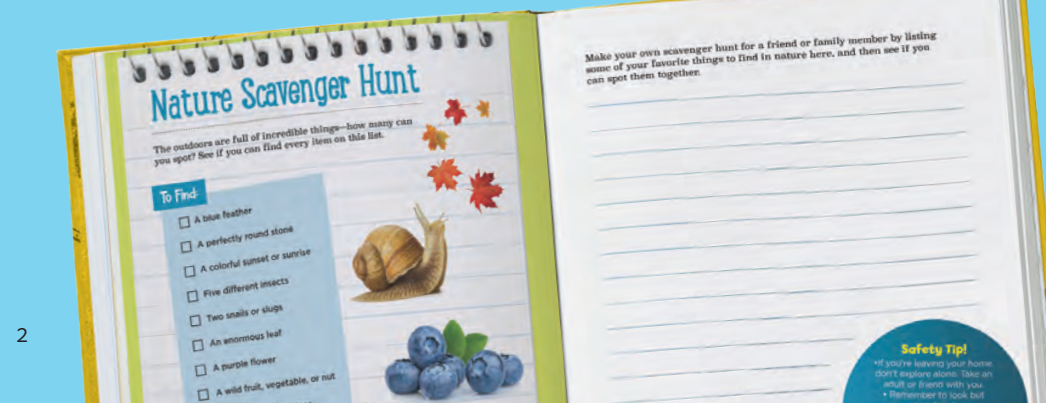 Nature Scavenger Hunt
The outdoors are full of incredible things—how many can
you spot? See if you can find every item on this list.
To Find:
A blue feather
A perfectly round stone
A colorful sunset or sunrise
Five different insects
Two snails or slugs
An enormous leaf
A purple flower
A wild fruit, vegetable, or nut
Make your own scavenger hunt for a friend or family member by listing
some of your favorite things to find in nature here, and then see if you
can spot them together.
Safety Tip!
• If you're leaving your home
don't explore alone. Take an
adult or friend with you.
• Remember to look but
2